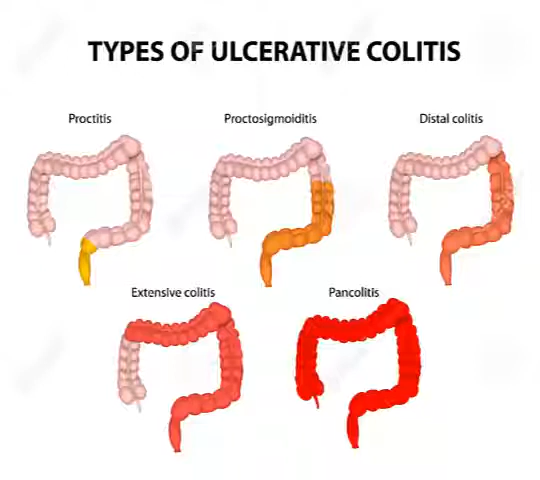 TYPES OF ULCERATIVE COLITIS
Proctitis
Proctosigmoiditis
Distal colitis
Extensive colitis
Pancolitis